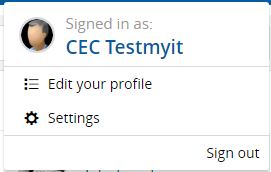 Signed in as:
CEC Testmyit
Edit your profile
Settings
Sign out